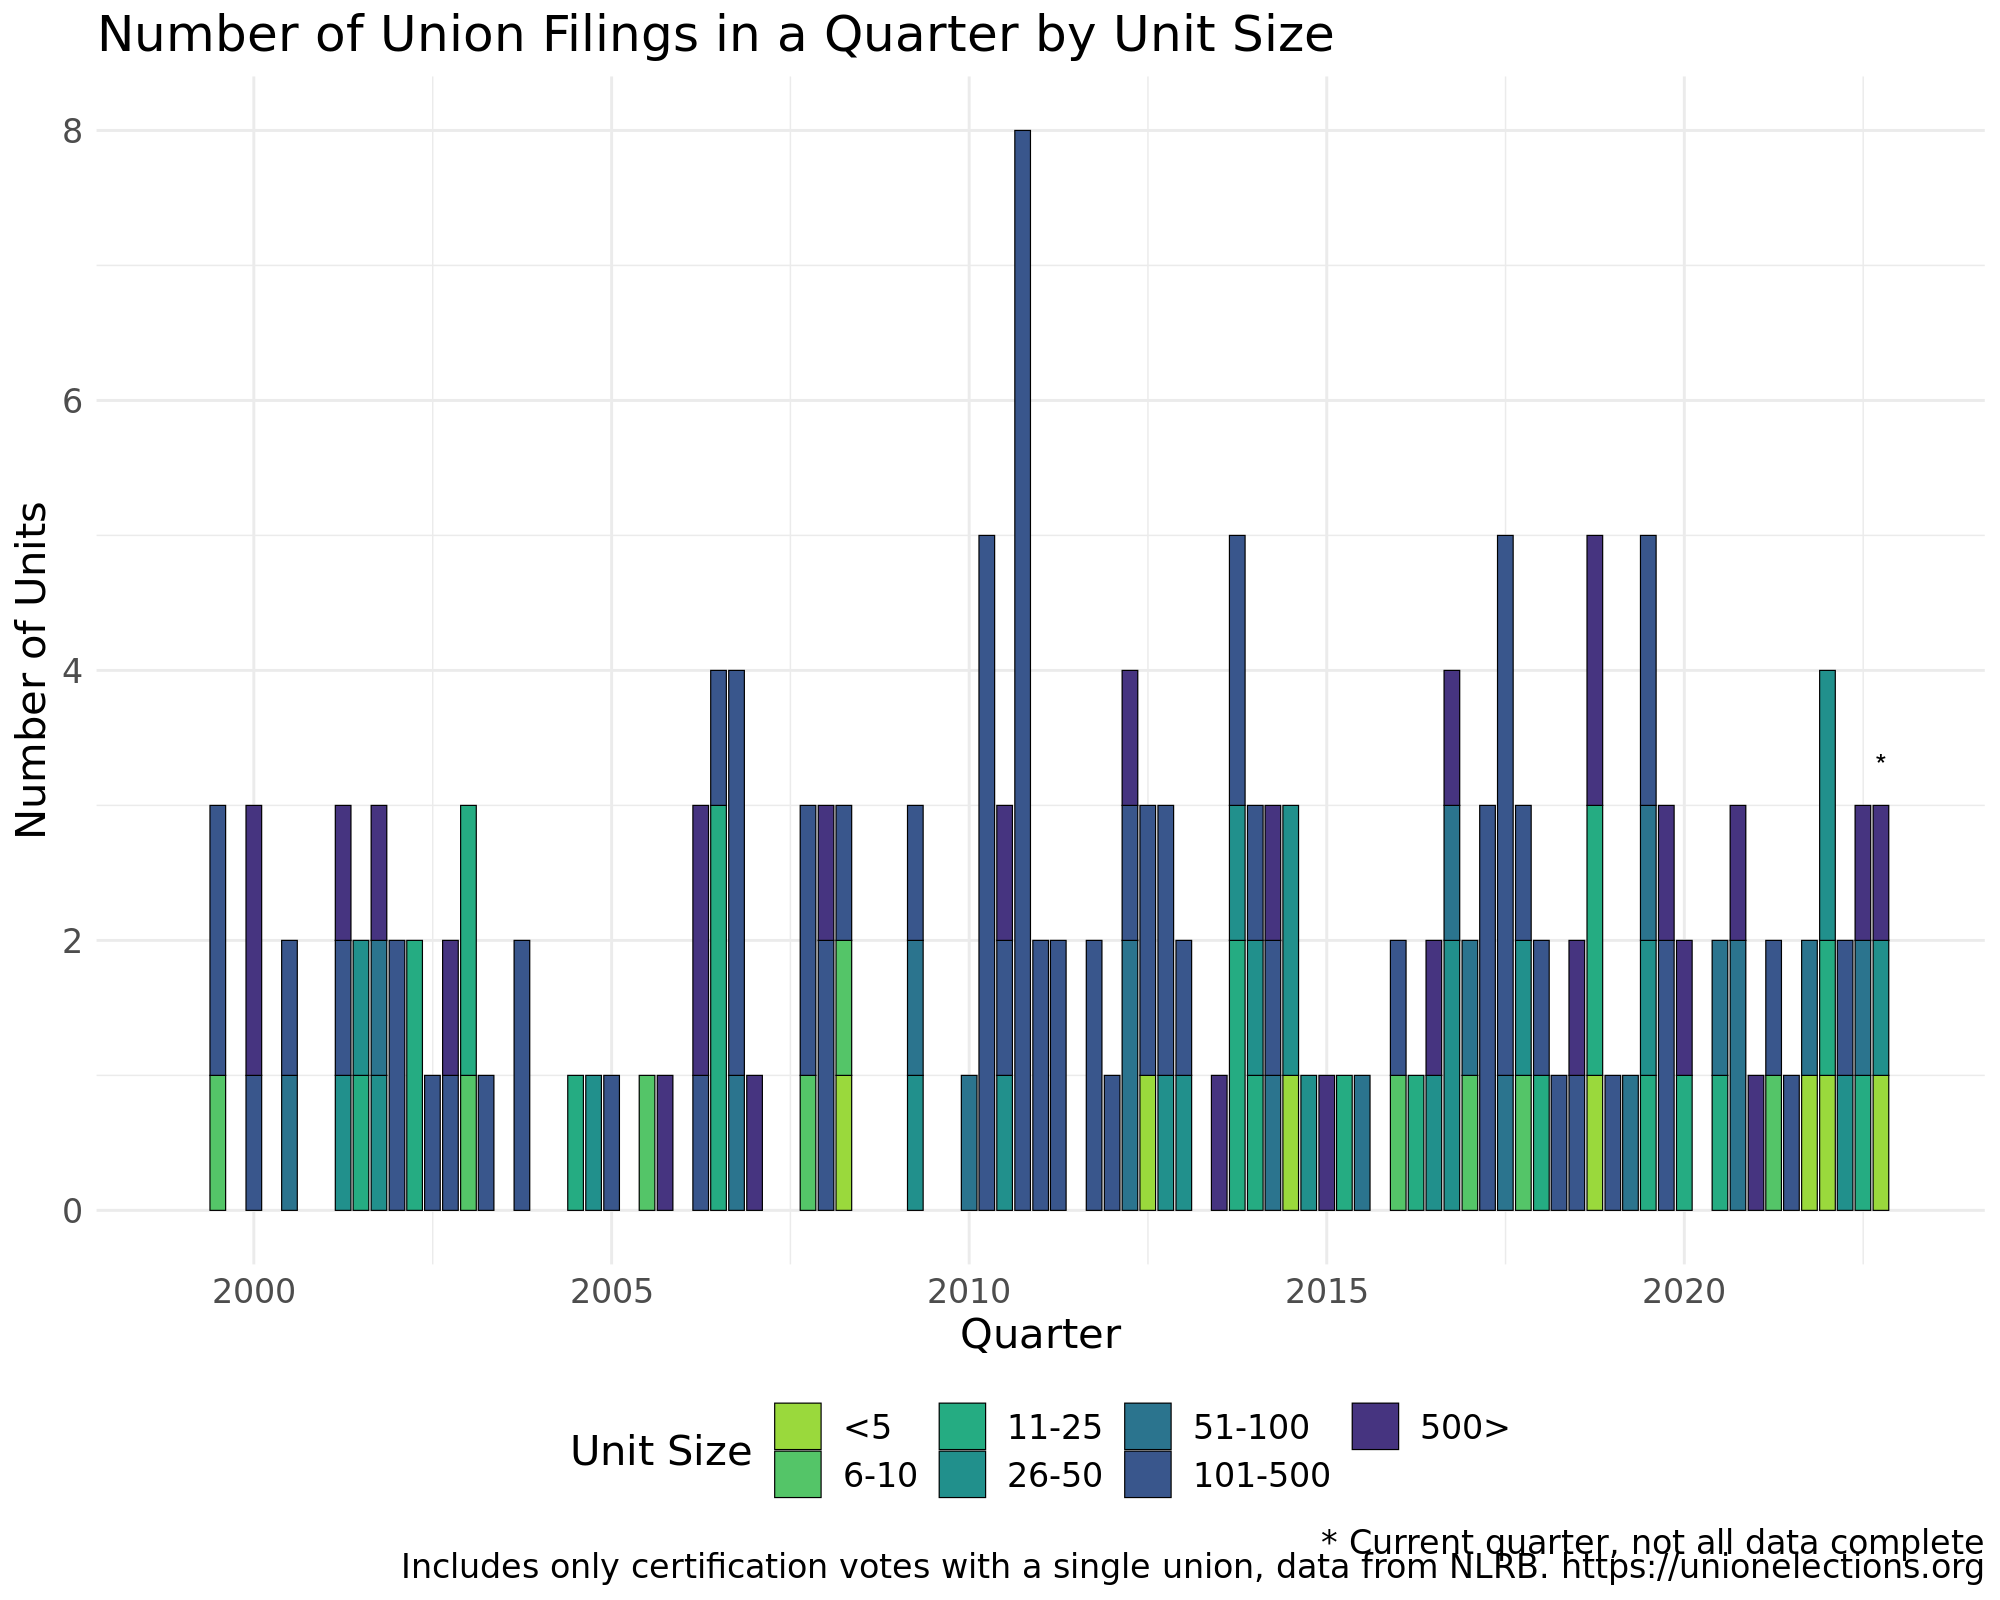 Number of Union Filings in a Quarter by Unit Size
Number of Units
8
6
4
2
0
*
2000 2005 2010 2015 2020
Quarter
Unit Size
<5 11-25 51-100 500>
6-10 26-50 101-500
* Current quarter, not all data complete
Includes only certification votes with a single union, data from NLRB. https://unionelections.org